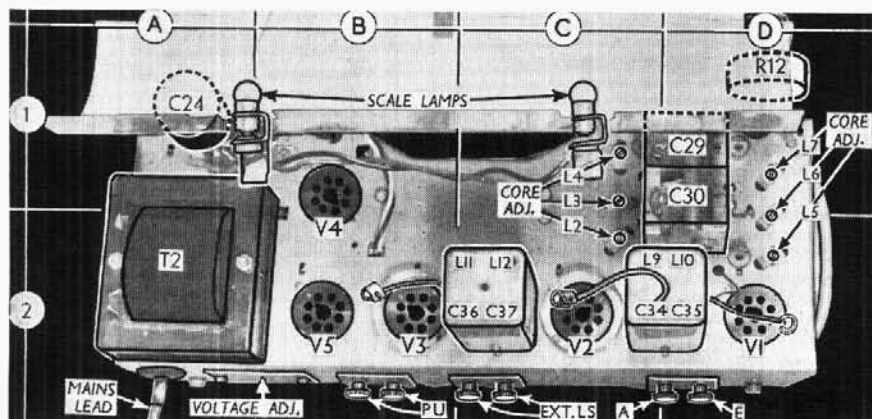 A B C D
R12
C24
SCALE LAMPS
1
C29
CORE ADJ.
L7
L4
CORE ADJ.
L3
L6
C30
L2
L5
V4
T2
L11 L12
L9 L10
2
C36 C37
C34 C35
V5
V3
V2
V1
MAINS LEAD
VOLTAGE ADJ.
PU
EXT.LS
A
E